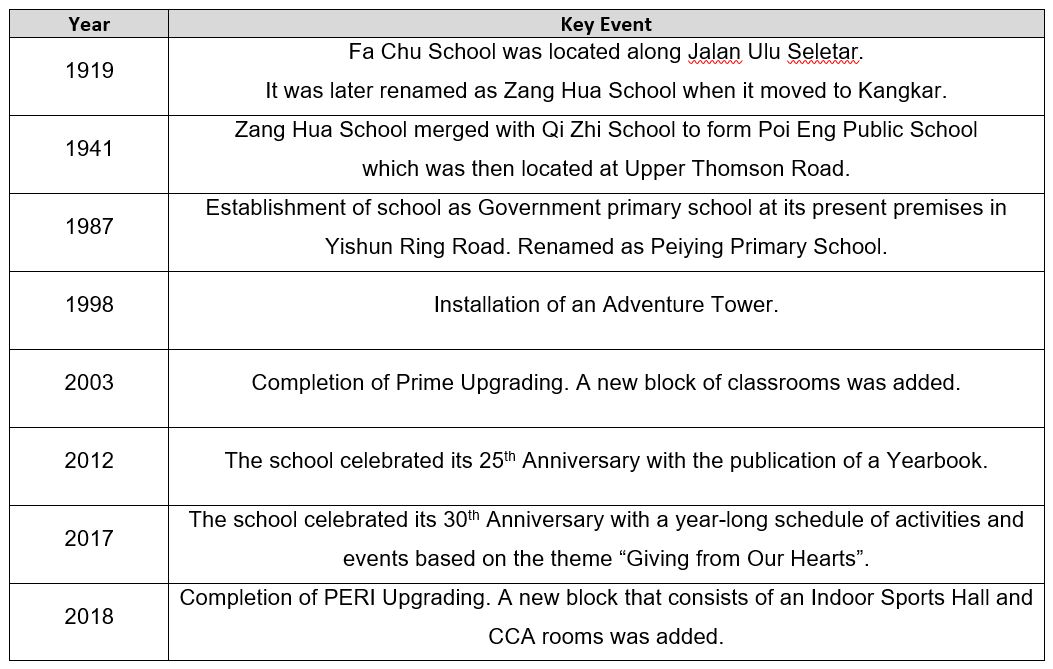 Year Key Event
1919
Fa Chu School was located along Jalan Ulu Seletar.
It was later renamed as Zang Hua School when it moved to Kangkar.
1941
Zang Hua School merged with Qi Zhi School to form Poi Eng Public School
which was then located at Upper Thomson Road.
1987
Establishment of school as Government primary school at its present premises in
Yishun Ring Road. Renamed as Peiying Primary School.
1998
Installation of an Adventure Tower.
2003
Completion of Prime Upgrading. A new block of classrooms was added.
2012
The school celebrated its 25th Anniversary with the publication of a Yearbook.
2017
The school celebrated its 30th Anniversary with a year-long schedule of activities and
events based on the theme “Giving from Our Hearts”.
2018
Completion of PERI Upgrading. A new block that consists of an Indoor Sports Hall and
CCA rooms was added.